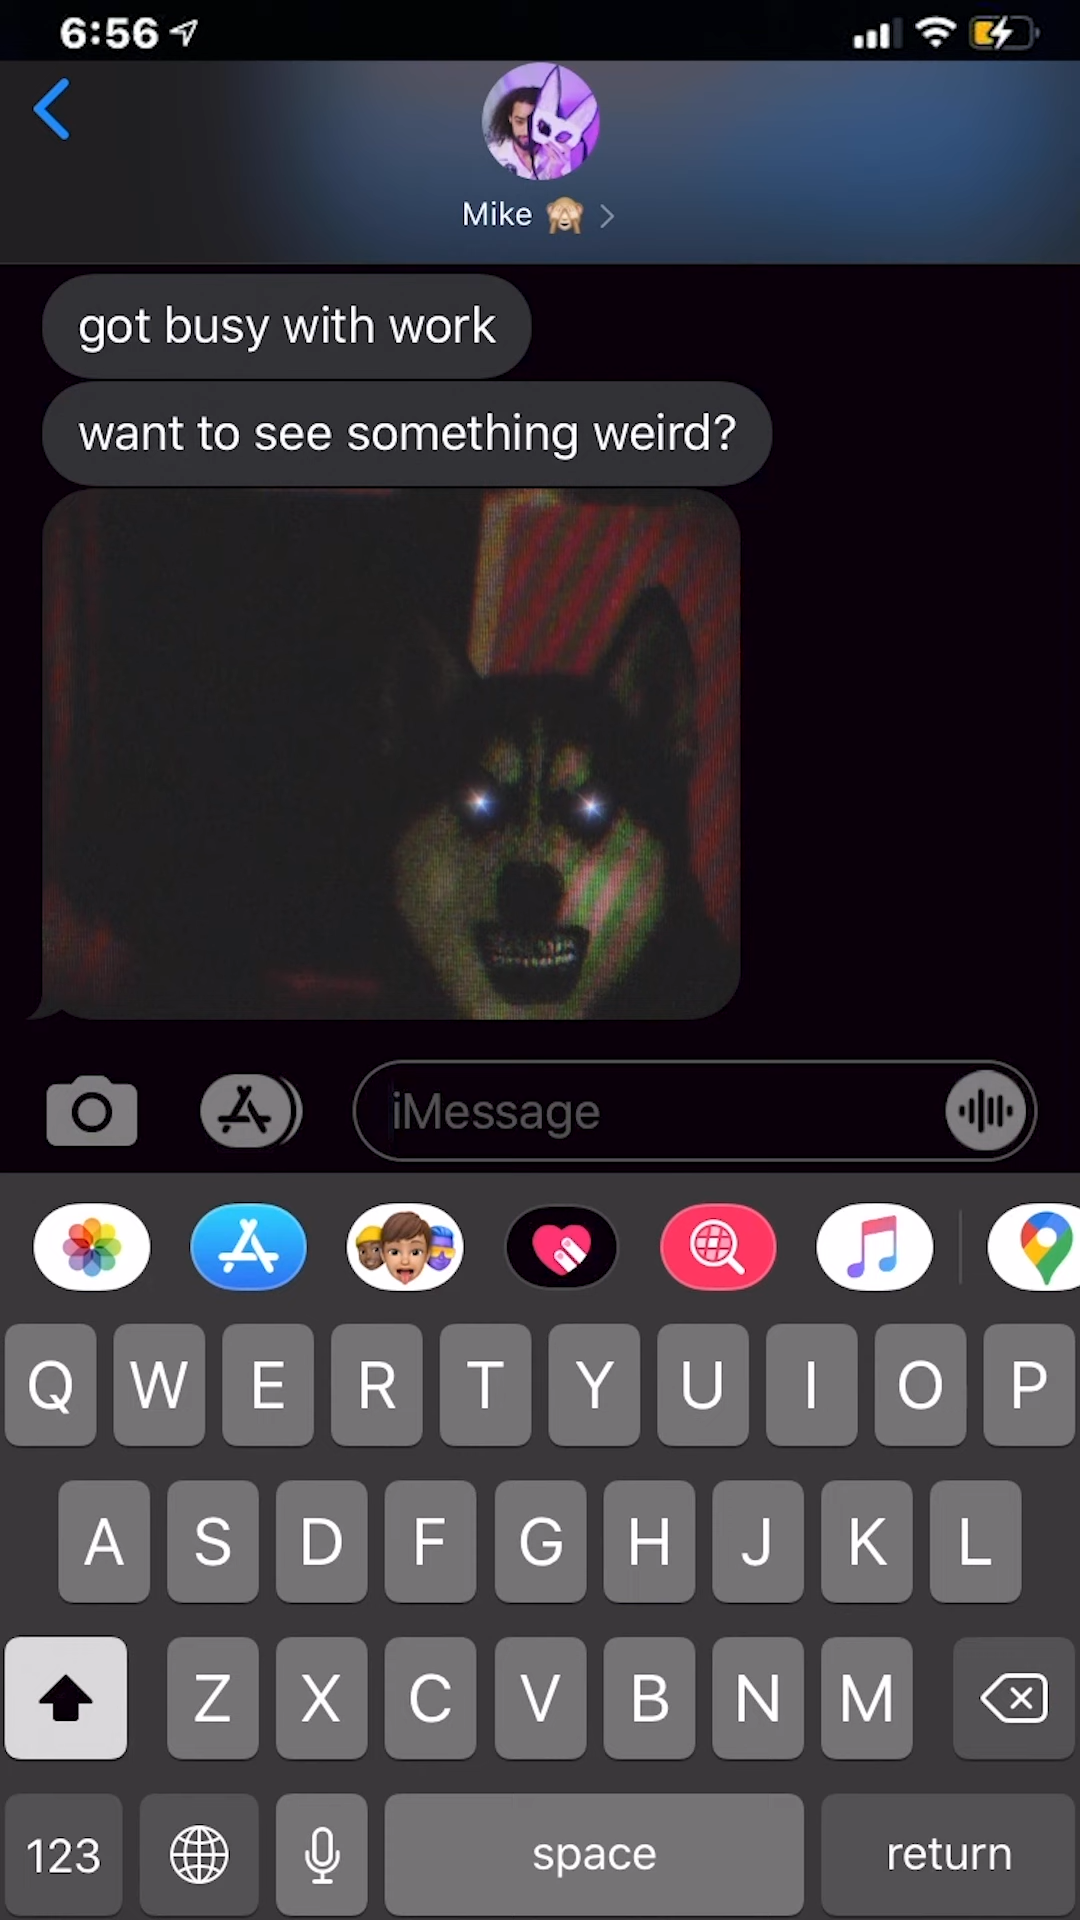 6:56
Mike 🙈 >
got busy with work
want to see something weird?
iMessage
Q W E R T Y U I O P
A S D F G H J K L
Z X C V B N M
123 space return